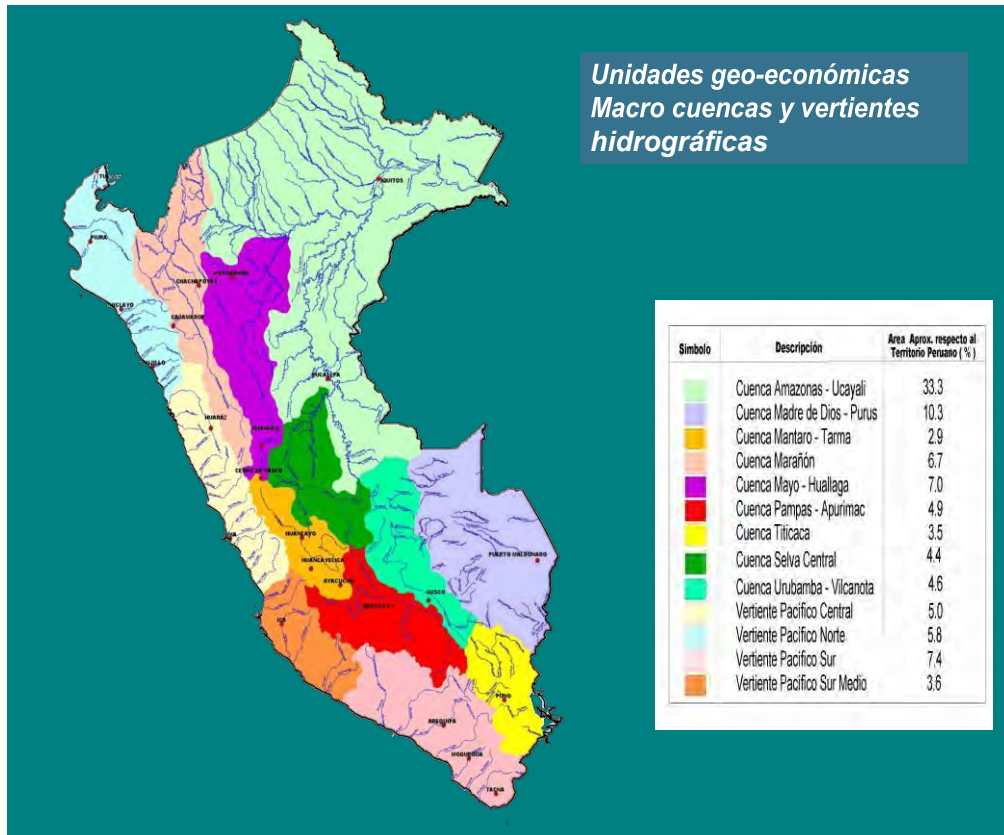 Unidades geo-económicas
Macro cuencas y vertientes
hidrográficas
IQUITOS
PIURA
CHACHAPOYAS
CAJAMARCA
PUCALLPA
HUARAZ
HUANUCO
HUANCAYO
HUANCAVELICA
AYACUCHO
PUERTO MALDONADO
CUSCO
ICA
PUNO
AREQUIPA
MOQUEGUA
TACNA
Símbolo Descripción Area Aprox. respecto al
Territorio Peruano ( % )
Cuenca Amazonas - Ucayali 33.3
Cuenca Madre de Dios - Purus 10.3
Cuenca Mantaro - Tarma 2.9
Cuenca Marañón 6.7
Cuenca Mayo - Huallaga 7.0
Cuenca Pampas - Apurimac 4.9
Cuenca Titicaca 3.5
Cuenca Selva Central 4.4
Cuenca Urubamba - Vilcanota 4.6
Vertiente Pacífico Central 5.0
Vertiente Pacífico Norte 5.8
Vertiente Pacífico Sur 7.4
Vertiente Pacífico Sur Medio 3.6